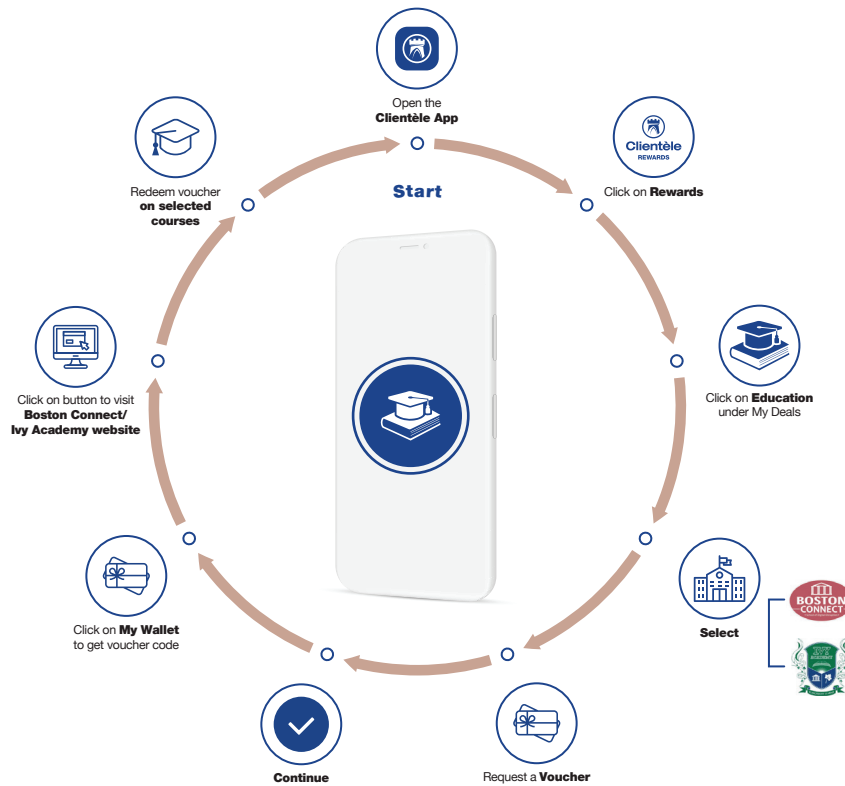 Open the
Clientèle App
Start
Clientèle
REWARDS
Click on Rewards
Click on Education
under My Deals
Select
BOSTON
CONNECT
IVY
ACADEMY
Request a Voucher
Continue
Click on My Wallet
to get voucher code
Click on button to visit
Boston Connect/
Ivy Academy website
Redeem voucher
on selected
courses